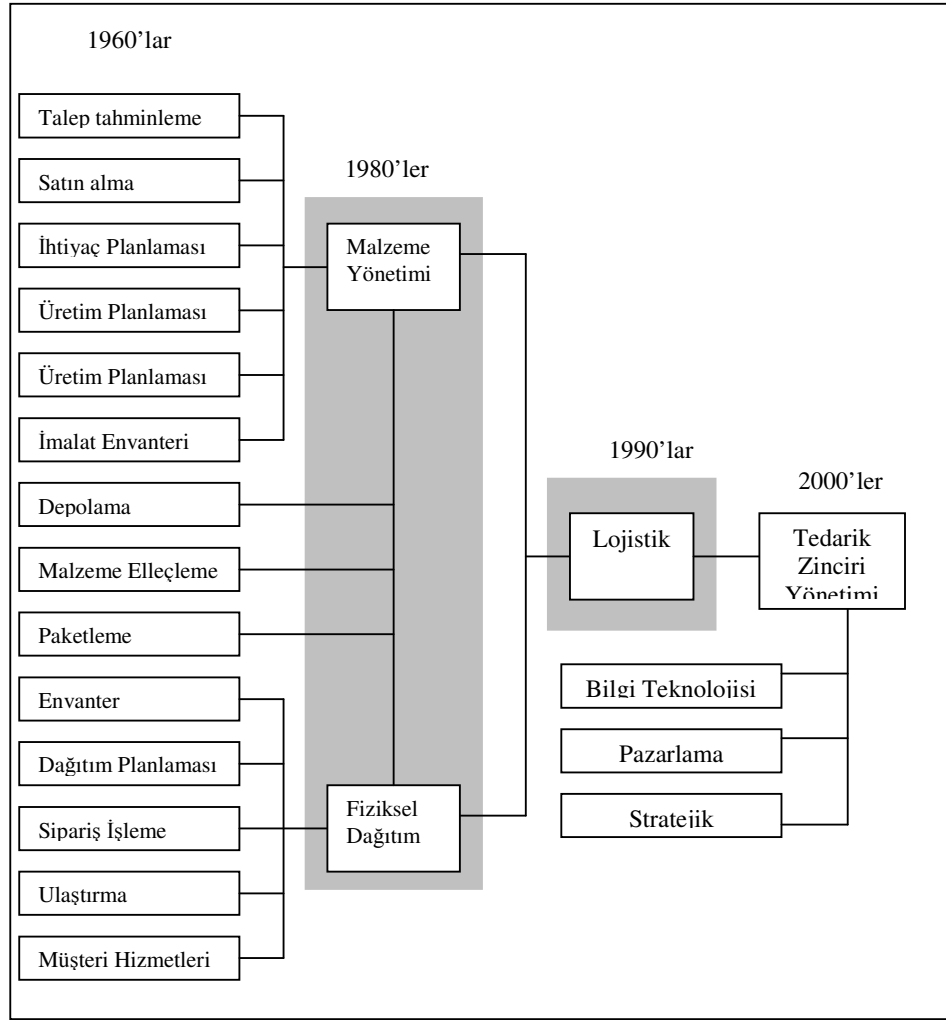 1960'lar
Talep tahminleme
Satın alma
İhtiyaç Planlaması
Üretim Planlaması
Üretim Planlaması
İmalat Envanteri
Depolama
Malzeme Elleçleme
Paketleme
Envanter
Dağıtım Planlaması
Sipariş İşleme
Ulaştırma
Müşteri Hizmetleri
1980'ler
Malzeme
Yönetimi
Fiziksel
Dağıtım
1990'lar
Lojistik
2000'ler
Tedarik
Zinciri
Yönetimi
Bilgi Teknolojisi
Pazarlama
Stratejik